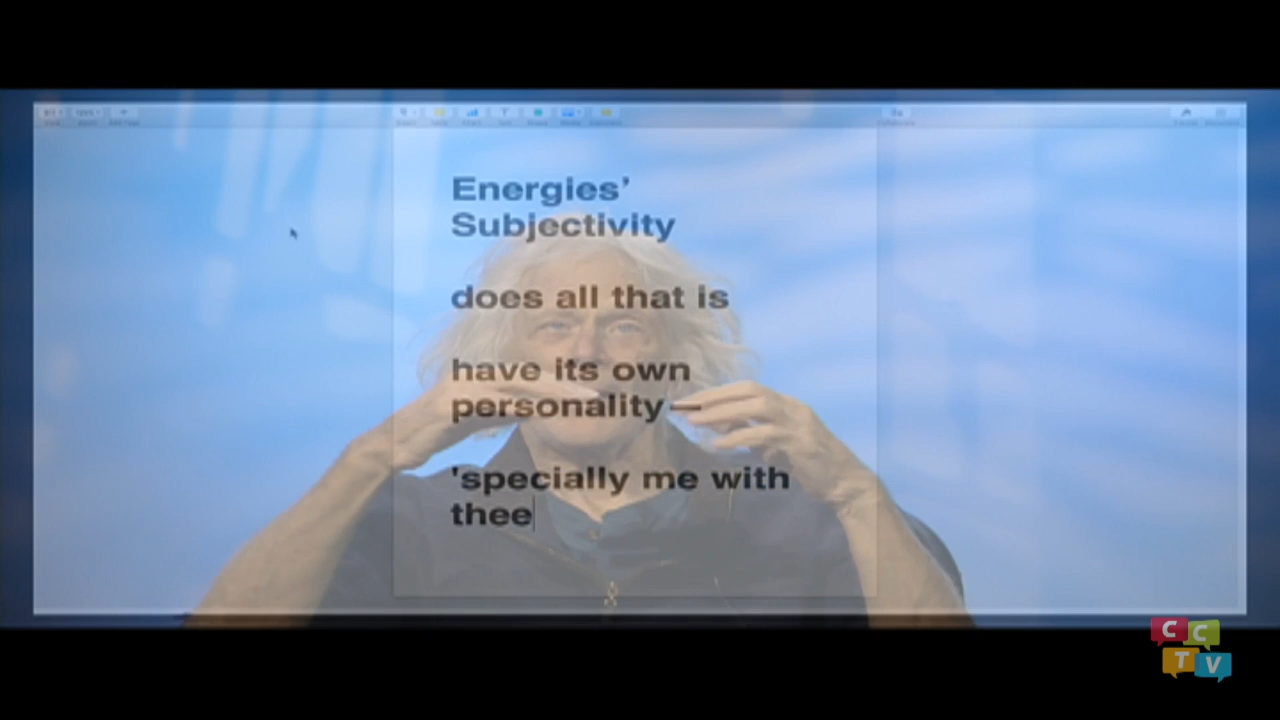 Energies’
Subjectivity
does all that is
have its own
personality —
'specially me with
thee
C C
T V